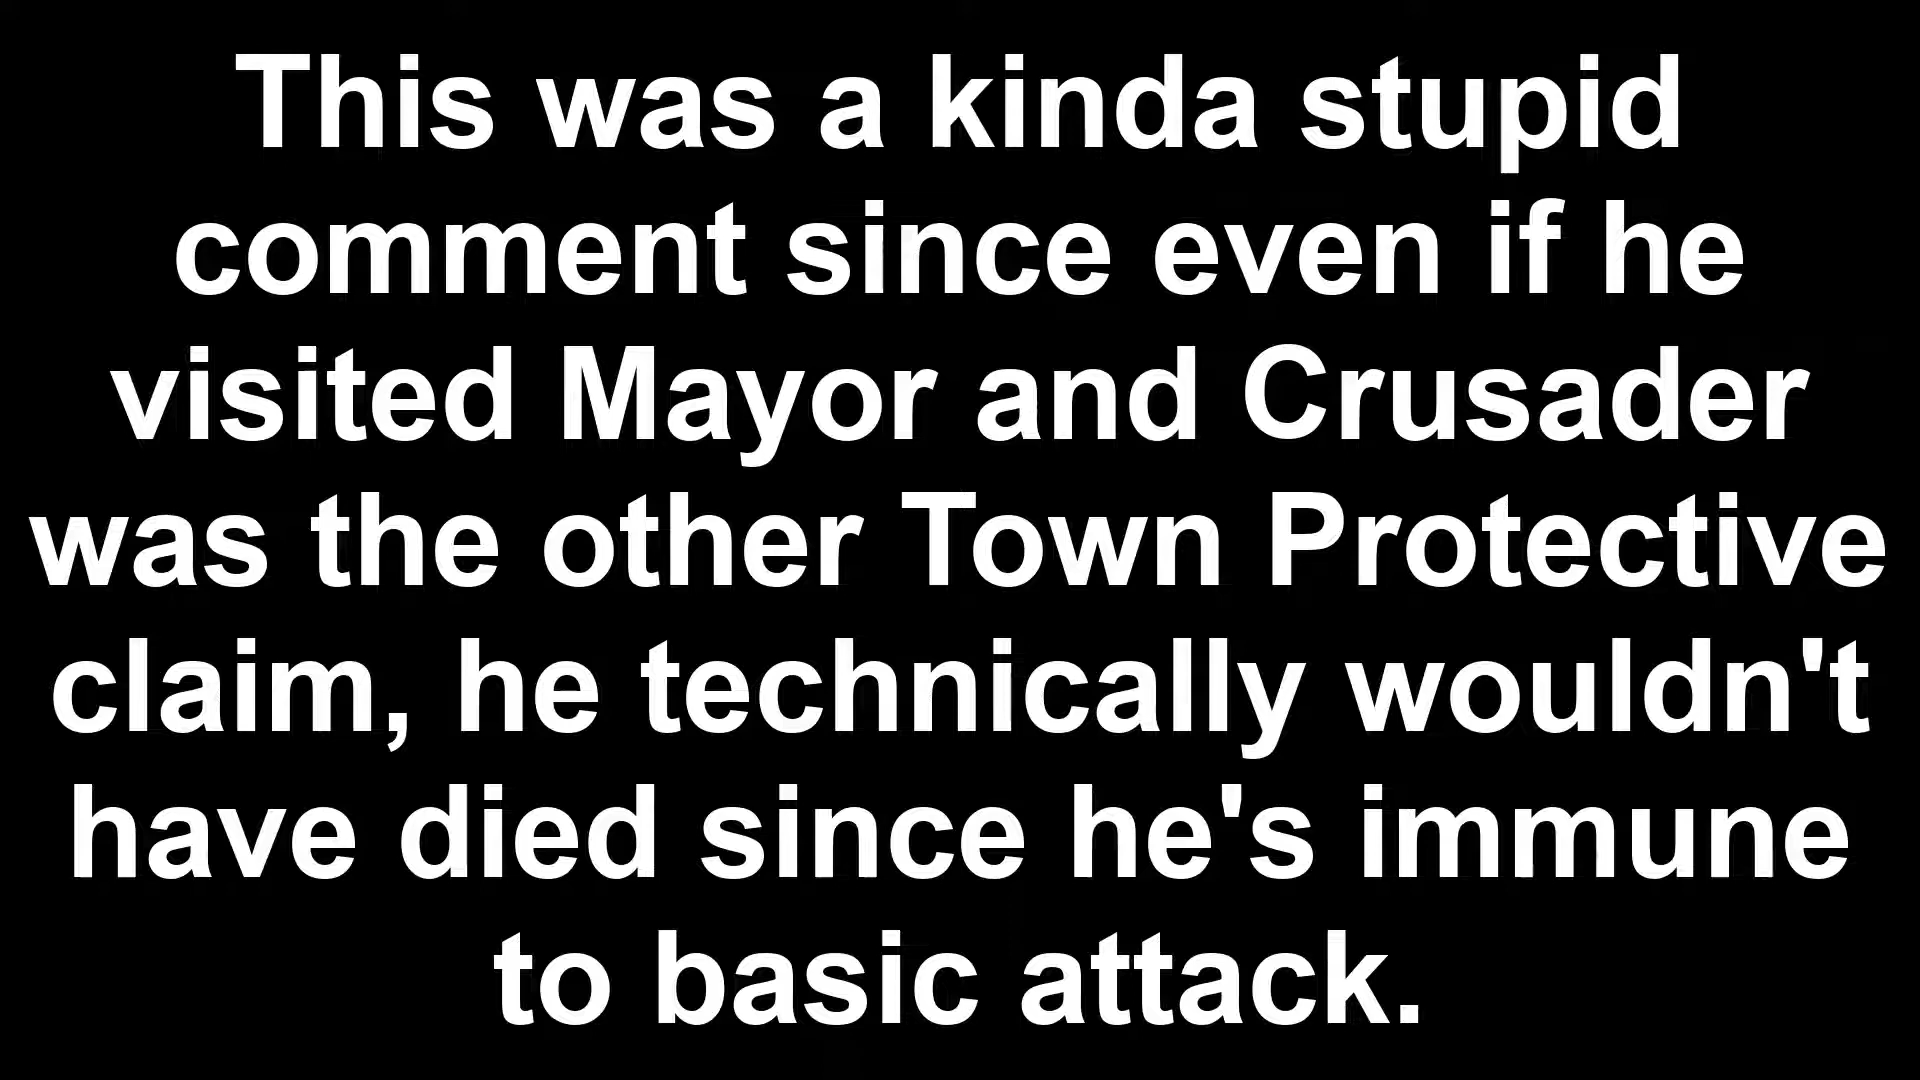 This was a kinda stupid
comment since even if he
visited Mayor and Crusader
was the other Town Protective
claim, he technically wouldn't
have died since he's immune
to basic attack.